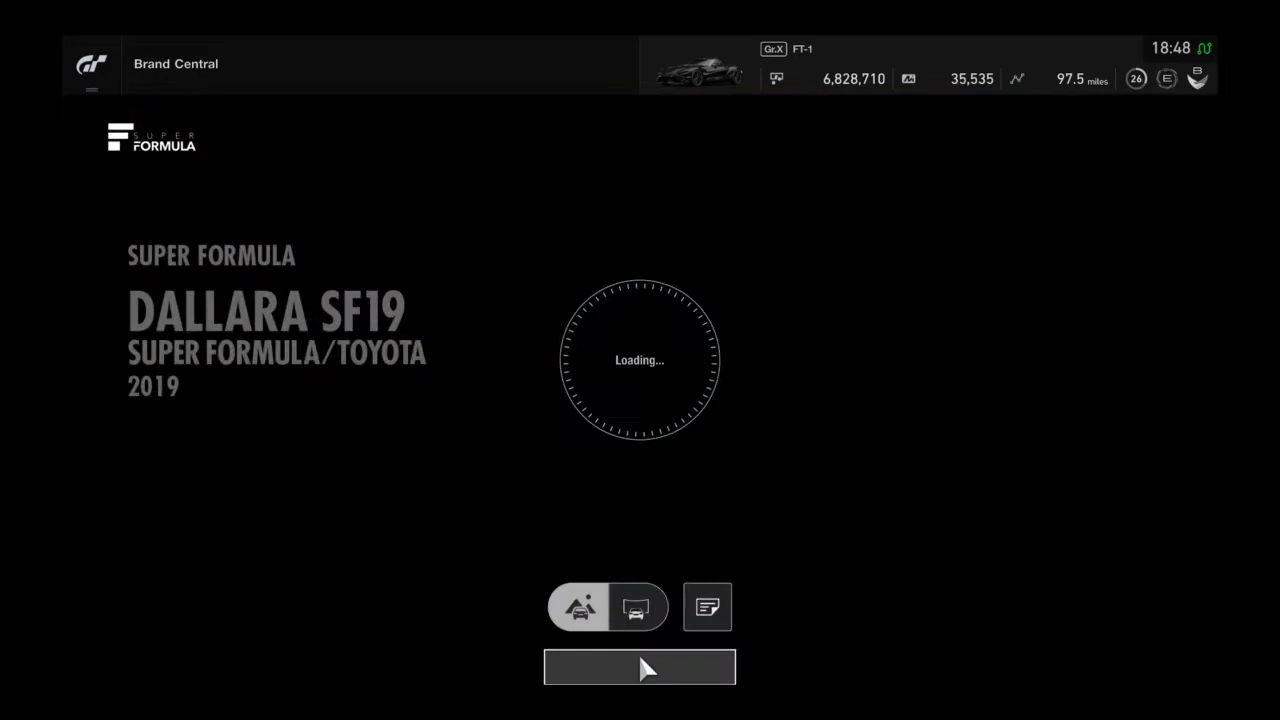 Brand Central
Gr.X FT-1
18:48
6,828,710
35,535
97.5 miles
26
E
B
SUPER
FORMULA
SUPER FORMULA
DALLARA SF19
SUPER FORMULA/TOYOTA
2019
Loading...